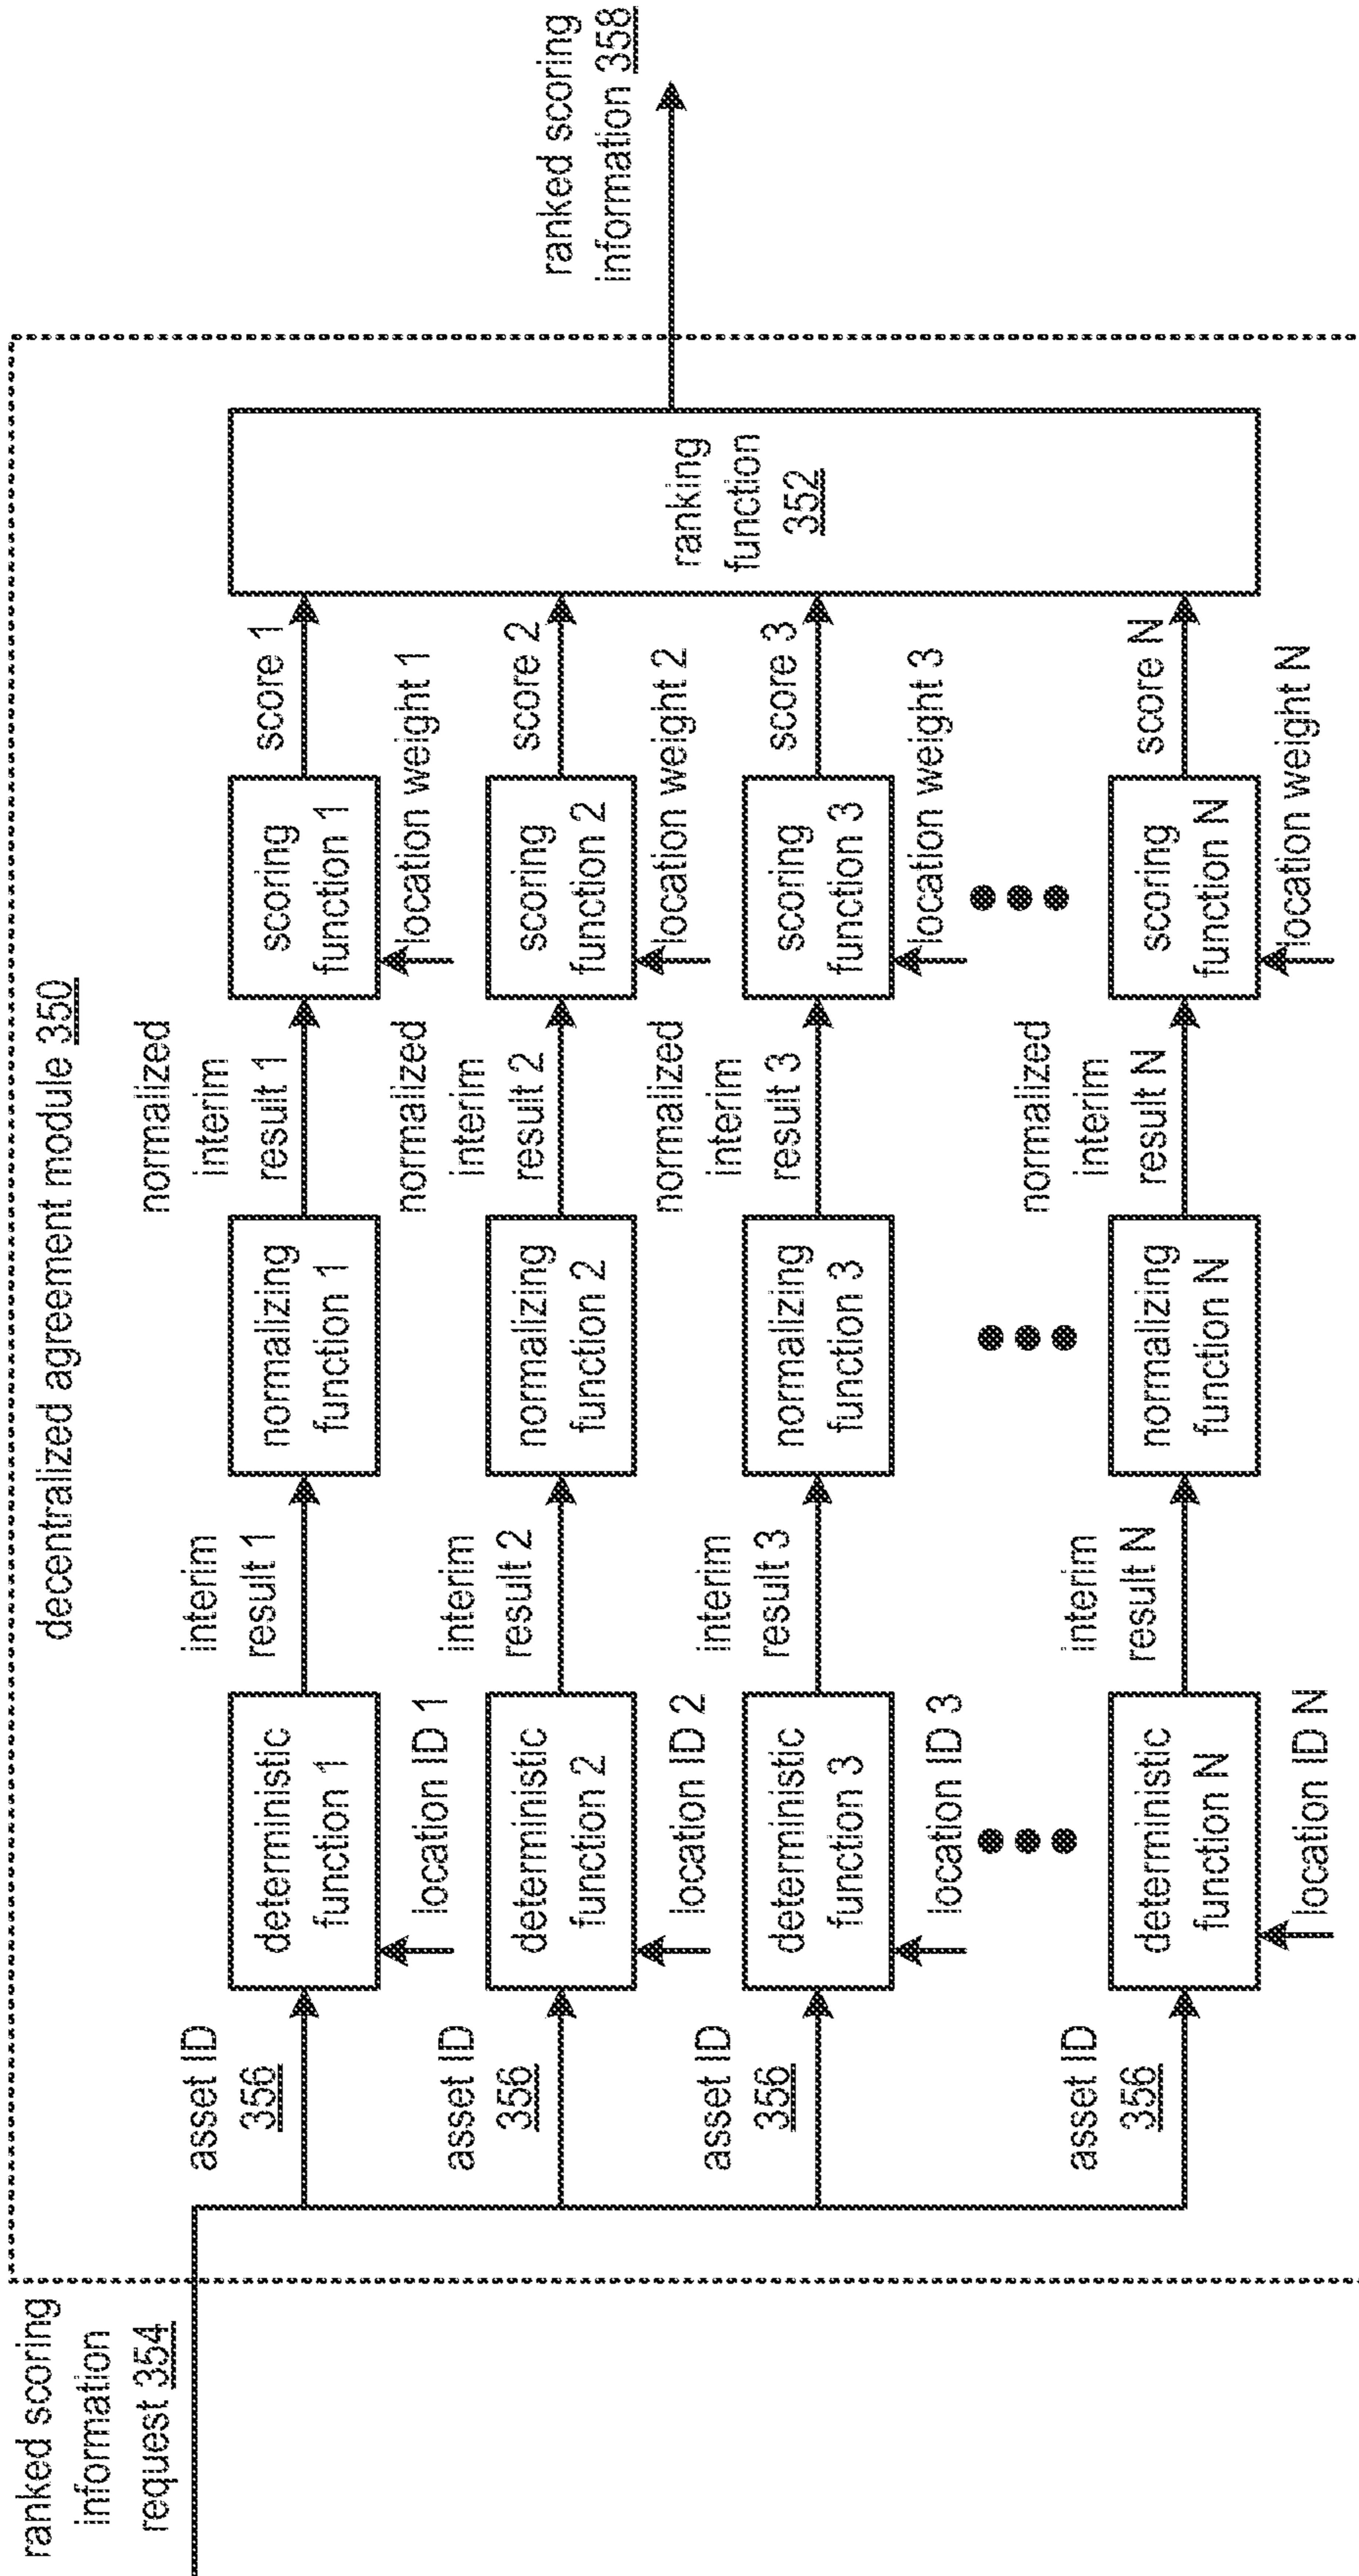 decentralized agreement module 350
ranked scoring
information
request 354
asset ID
356
deterministic
function 1
location ID 1
interim
result 1
normalizing
function 1
normalized
interim
result 1
scoring
function 1
location weight 1
score 1
asset ID
356
deterministic
function 2
location ID 2
interim
result 2
normalizing
function 2
normalized
interim
result 2
scoring
function 2
location weight 2
score 2
asset ID
356
deterministic
function 3
location ID 3
interim
result 3
normalizing
function 3
normalized
interim
result 3
scoring
function 3
location weight 3
score 3
asset ID
356
deterministic
function N
location ID N
interim
result N
normalizing
function N
normalized
interim
result N
scoring
function N
location weight N
score N
ranking
function
352
ranked scoring
information 358